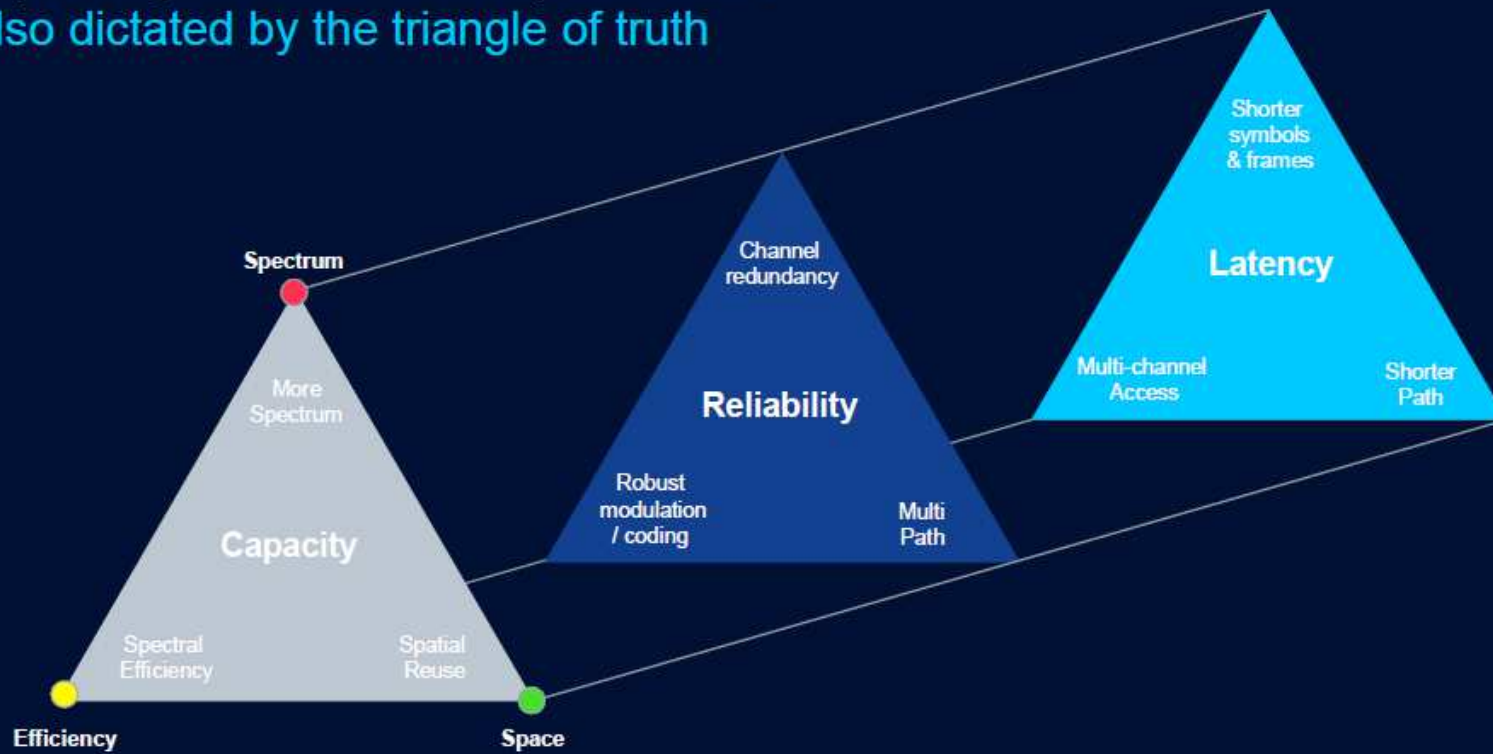 lso dictated by the triangle of truth
Shorter
symbols
& frames
Latency
Multi-channel
Access
Shorter
Path
Channel
redundancy
Reliability
Robust
modulation
/ coding
Multi
Path
Spectrum
More
Spectrum
Capacity
Spectral
Efficiency
Spatial
Reuse
Efficiency
Space